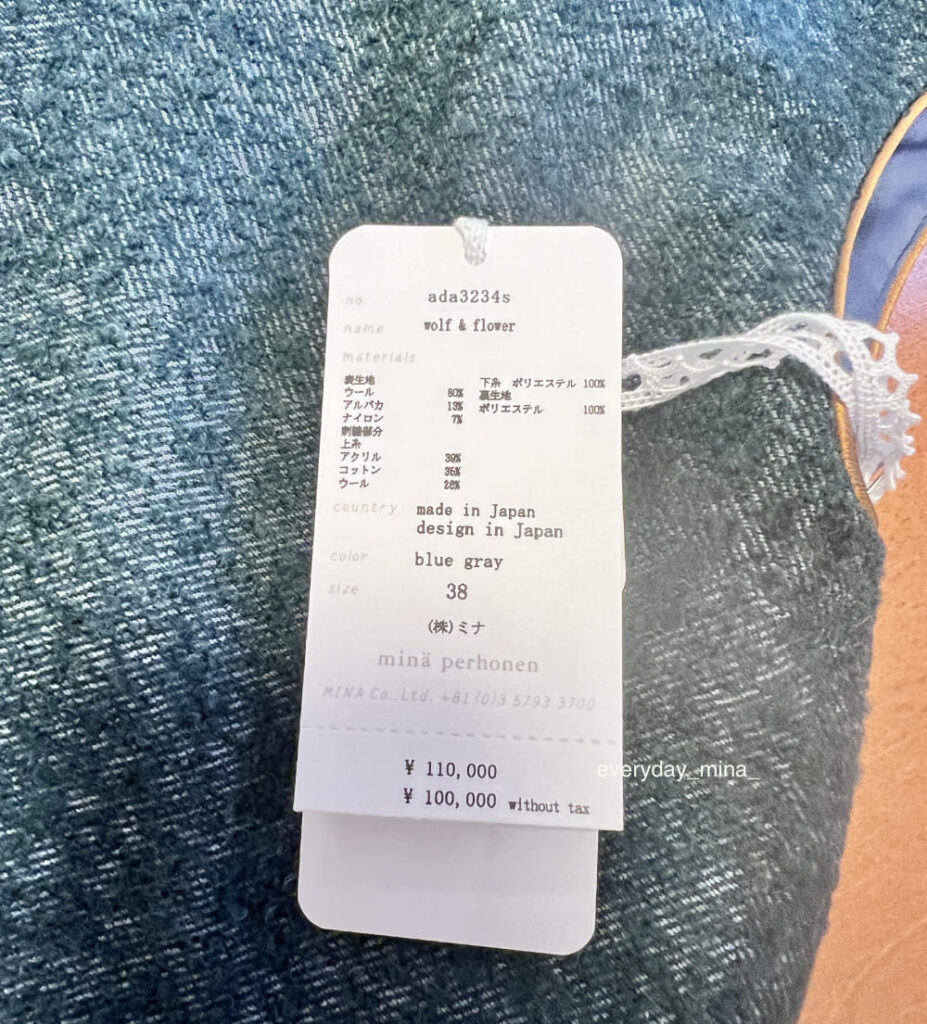 no. ada3234s
name wolf & flower
materials
表生地
ウール 80%
アルパカ 13%
ナイロン 7%
刺繍部分
上糸
アクリル 39%
コットン 35%
ウール 26%
下糸 ポリエステル 100%
裏生地
ポリエステル 100%
country made in Japan
design in Japan
color blue gray
size 38
(株)ミナ
minä perhonen
MINA Co.,Ltd. +81(0)3 5793 3700
¥ 110,000
¥ 100,000 without tax
everyday_mina_